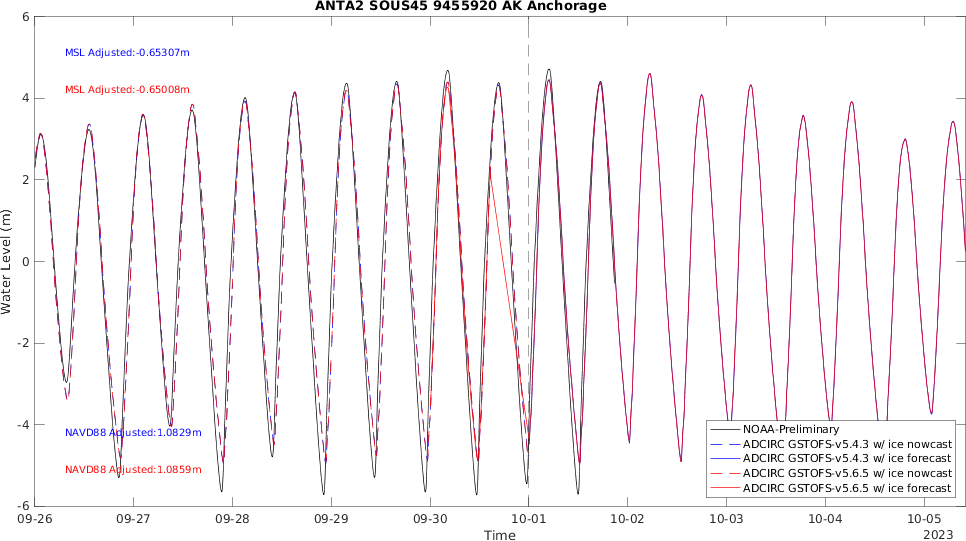 ANTA2 SOUS45 9455920 AK Anchorage
6
4
2
0
-2
-4
-6
Water Level (m)
MSL Adjusted:-0.65307m
MSL Adjusted:-0.65008m
NAVD88 Adjusted:1.0829m
NAVD88 Adjusted:1.0859m
NOAA-Preliminary
ADCIRC GSTOFS-v5.4.3 w/ ice nowcast
ADCIRC GSTOFS-v5.4.3 w/ ice forecast
ADCIRC GSTOFS-v5.6.5 w/ ice nowcast
ADCIRC GSTOFS-v5.6.5 w/ ice forecast
09-26 09-27 09-28 09-29 09-30 10-01 10-02 10-03 10-04 10-05
Time
2023